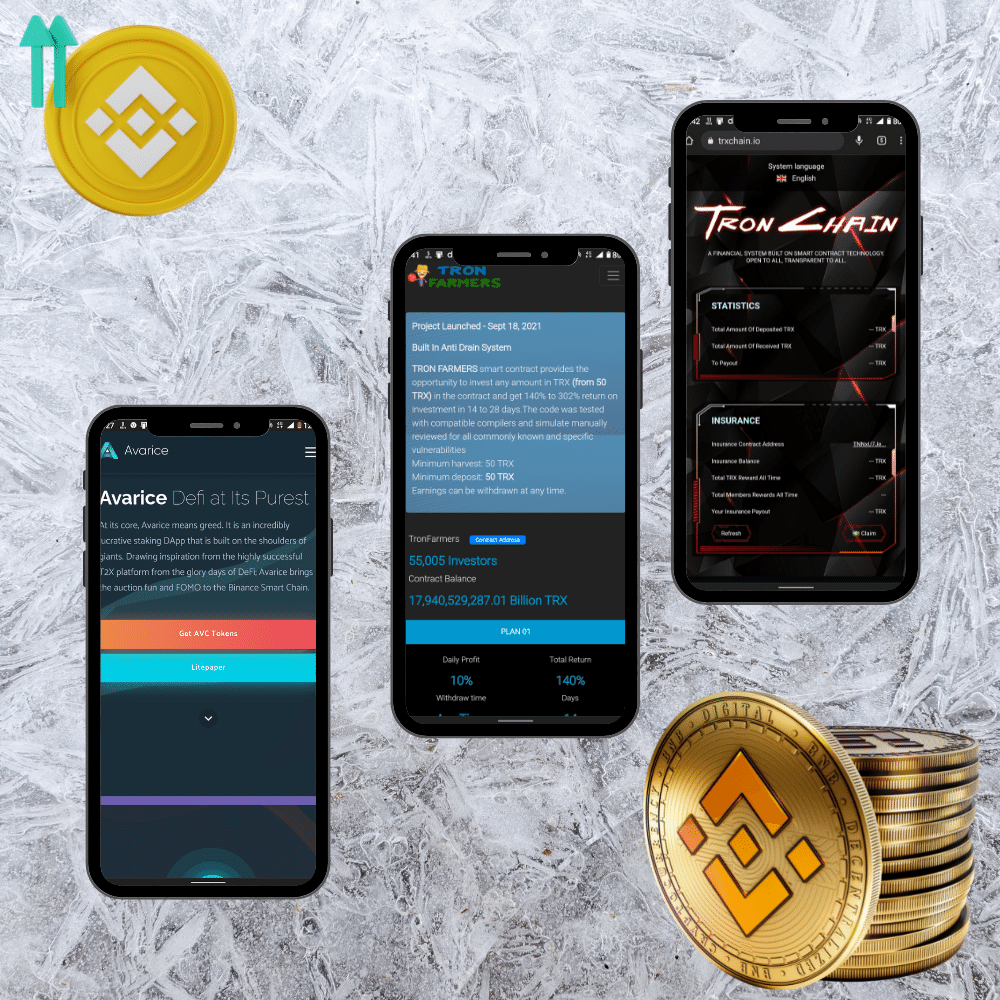 Avarice
Avarice Defi at Its Purest
At its core, Avarice means greed. It is an incredibly
lucrative staking DApp that is built on the shoulders of
giants. Drawing inspiration from the highly successful
T2X platform from the glory days of DeFi; Avarice brings
the auction fun and FOMO to the Binance Smart Chain.
Get AVC Tokens
Litepaper
TRON
FARMERS
Project Launched - Sept 18, 2021
Built In Anti Drain System
TRON FARMERS smart contract provides the
opportunity to invest any amount in TRX (from 50
TRX) in the contract and get 140% to 302% return on
investment in 14 to 28 days.The code was tested
with compatible compilers and simulate manually
reviewed for all commonly known and specific
vulnerabilities
Minimum harvest: 50 TRX
Minimum deposit: 50 TRX
Earnings can be withdrawn at any time.
TronFarmers Contract Address
55,005 Investors
Contract Balance
17,940,529,287.01 Billion TRX
PLAN 01
Daily Profit Total Return
10% 140%
Withdraw time Days
trxchain.io
System language
English
TRON CHAIN
A FINANCIAL SYSTEM BUILT ON SMART CONTRACT TECHNOLOGY.
OPEN TO ALL, TRANSPARENT TO ALL.
STATISTICS
Total Amount Of Deposited TRX -- TRX
Total Amount Of Received TRX -- TRX
To Payout -- TRX
INSURANCE
Insurance Contract Address
Insurance Balance -- TRX
Total TRX Reward All Time -- TRX
Total Members Rewards All Time --
Your Insurance Payout -- TRX
Refresh Claim
DIGITAL BNB DECENTRALIZED BNB CRYPTOCURRENCY BNB